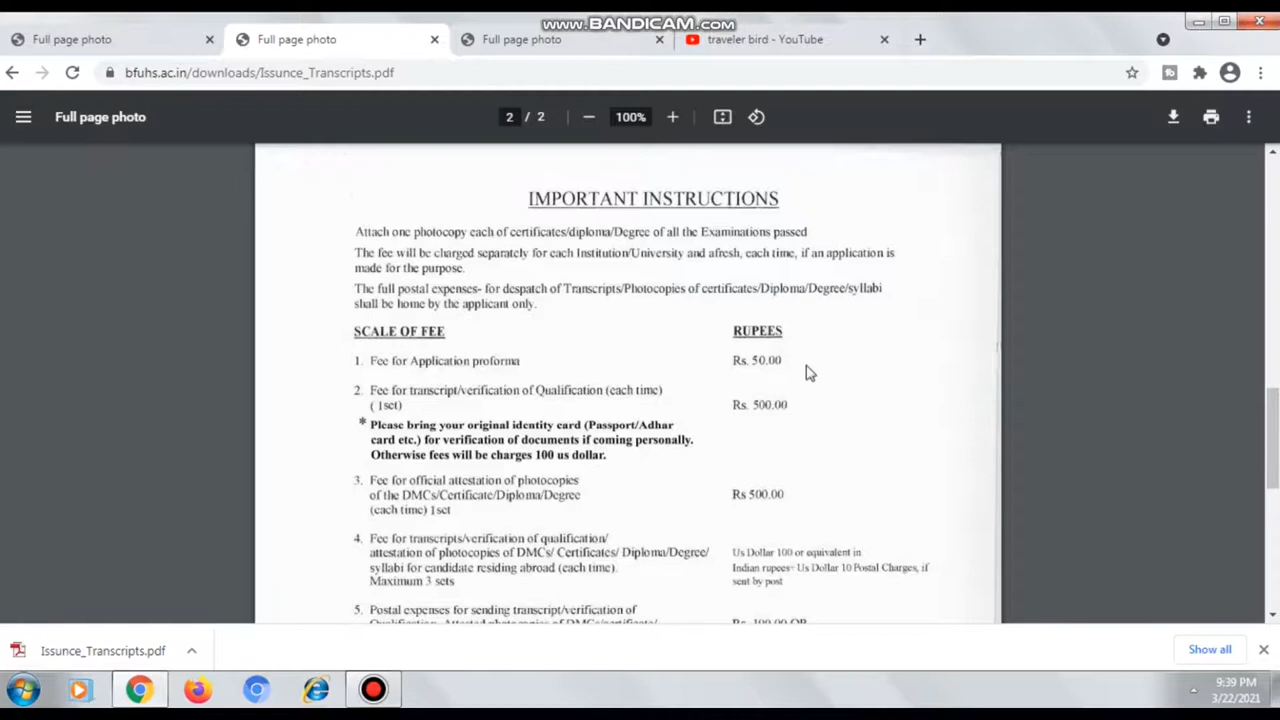 www.BANDICAM.com
Full page photo
Full page photo
Full page photo
traveler bird - YouTube
bfuhs.ac.in/downloads/Issunce_Transcripts.pdf
Full page photo
2 / 2
100%
IMPORTANT INSTRUCTIONS
Attach one photocopy each of certificates/diploma/Degree of all the Examinations passed
The fee will be charged separately for each Institution/University and afresh, each time, if an application is
made for the purpose.
The full postal expenses- for despatch of Transcripts/Photocopies of certificates/Diploma/Degree/syllabi
shall be home by the applicant only.
SCALE OF FEE RUPEES
1. Fee for Application proforma Rs. 50.00
2. Fee for transcript/verification of Qualification (each time)
( 1set) Rs. 500.00
* Please bring your original identity card (Passport/Adhar
card etc.) for verification of documents if coming personally.
Otherwise fees will be charges 100 us dollar.
3. Fee for official attestation of photocopies
of the DMCs/Certificate/Diploma/Degree Rs 500.00
(each time) 1set
4. Fee for transcripts/verification of qualification/
attestation of photocopies of DMCs/ Certificates/ Diploma/Degree/ Us Dollar 100 or equivalent in
syllabi for candidate residing abroad (each time). Indian rupees- Us Dollar 10 Postal Charges, if
Maximum 3 sets sent by post
5. Postal expenses for sending transcript/verification of
Qualification, Attested photocopies of DMCs/certificate/ Rs. 100.00 OR
Issunce_Transcripts.pdf
Show all
9:39 PM
3/22/2021